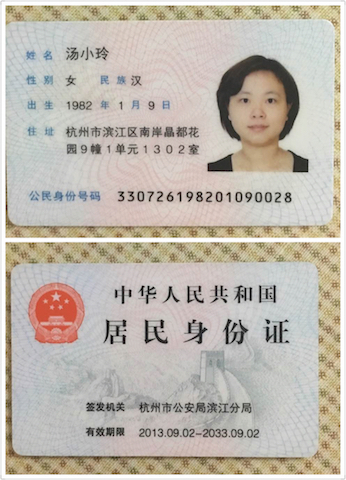 姓名 汤小玲
性别 女 民族 汉
出生 1982 年 1 月 9 日
住址 杭州市滨江区南岸晶都花
园9幢1单元1302室
公民身份号码 330726198201090028
中华人民共和国
居民身份证
签发机关 杭州市公安局滨江分局
有效期限 2013.09.02-2033.09.02